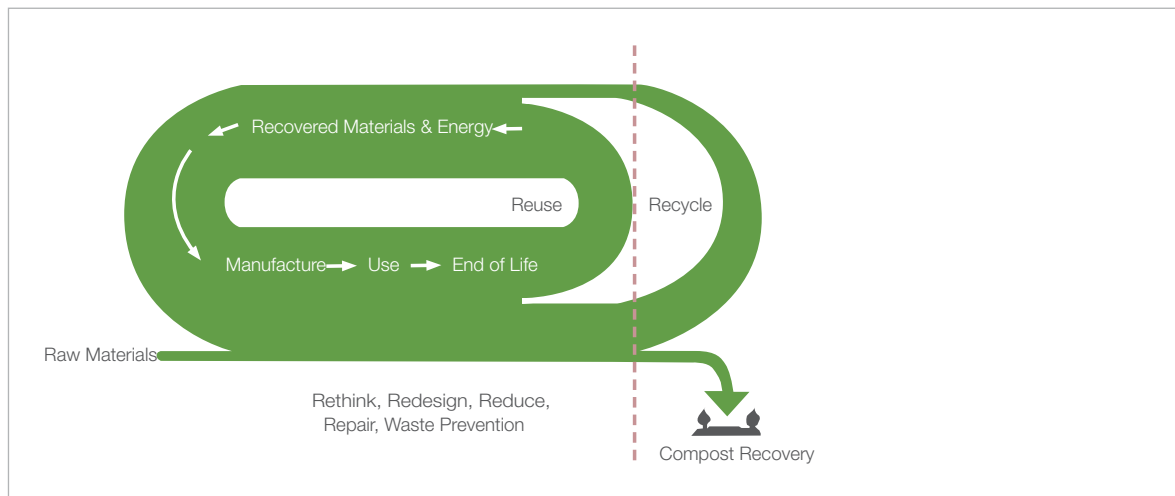 Recovered Materials & Energy
Reuse
Recycle
Manufacture
Use
End of Life
Raw Materials
Rethink, Redesign, Reduce,
Repair, Waste Prevention
Compost Recovery